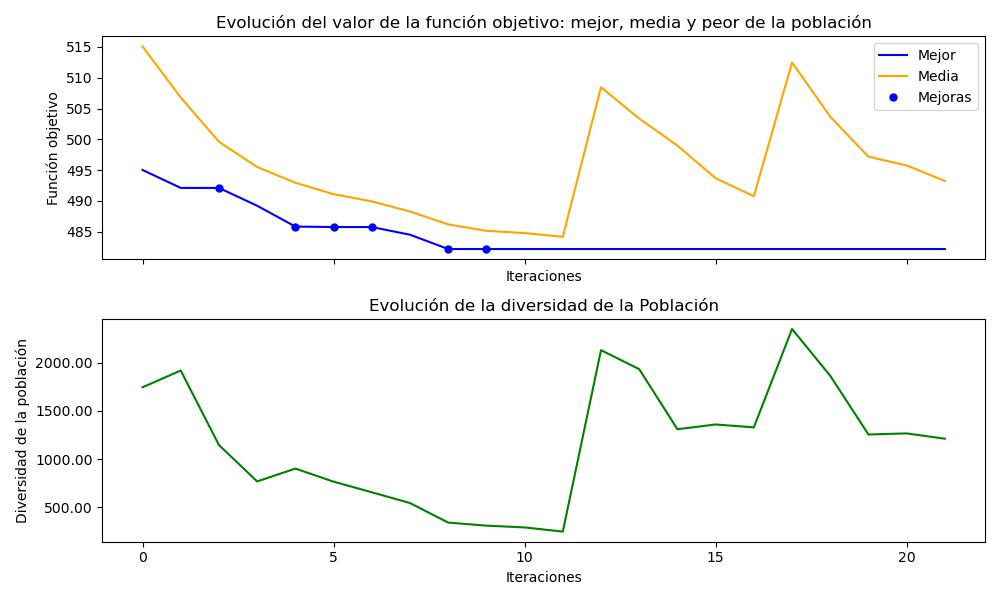 Evolución del valor de la función objetivo: mejor, media y peor de la población
Función objetivo
515
510
505
500
495
490
485
Mejor
Media
Mejoras
Iteraciones
Evolución de la diversidad de la Población
Diversidad de la población
2000.00
1500.00
1000.00
500.00
0 5 10 15 20
Iteraciones